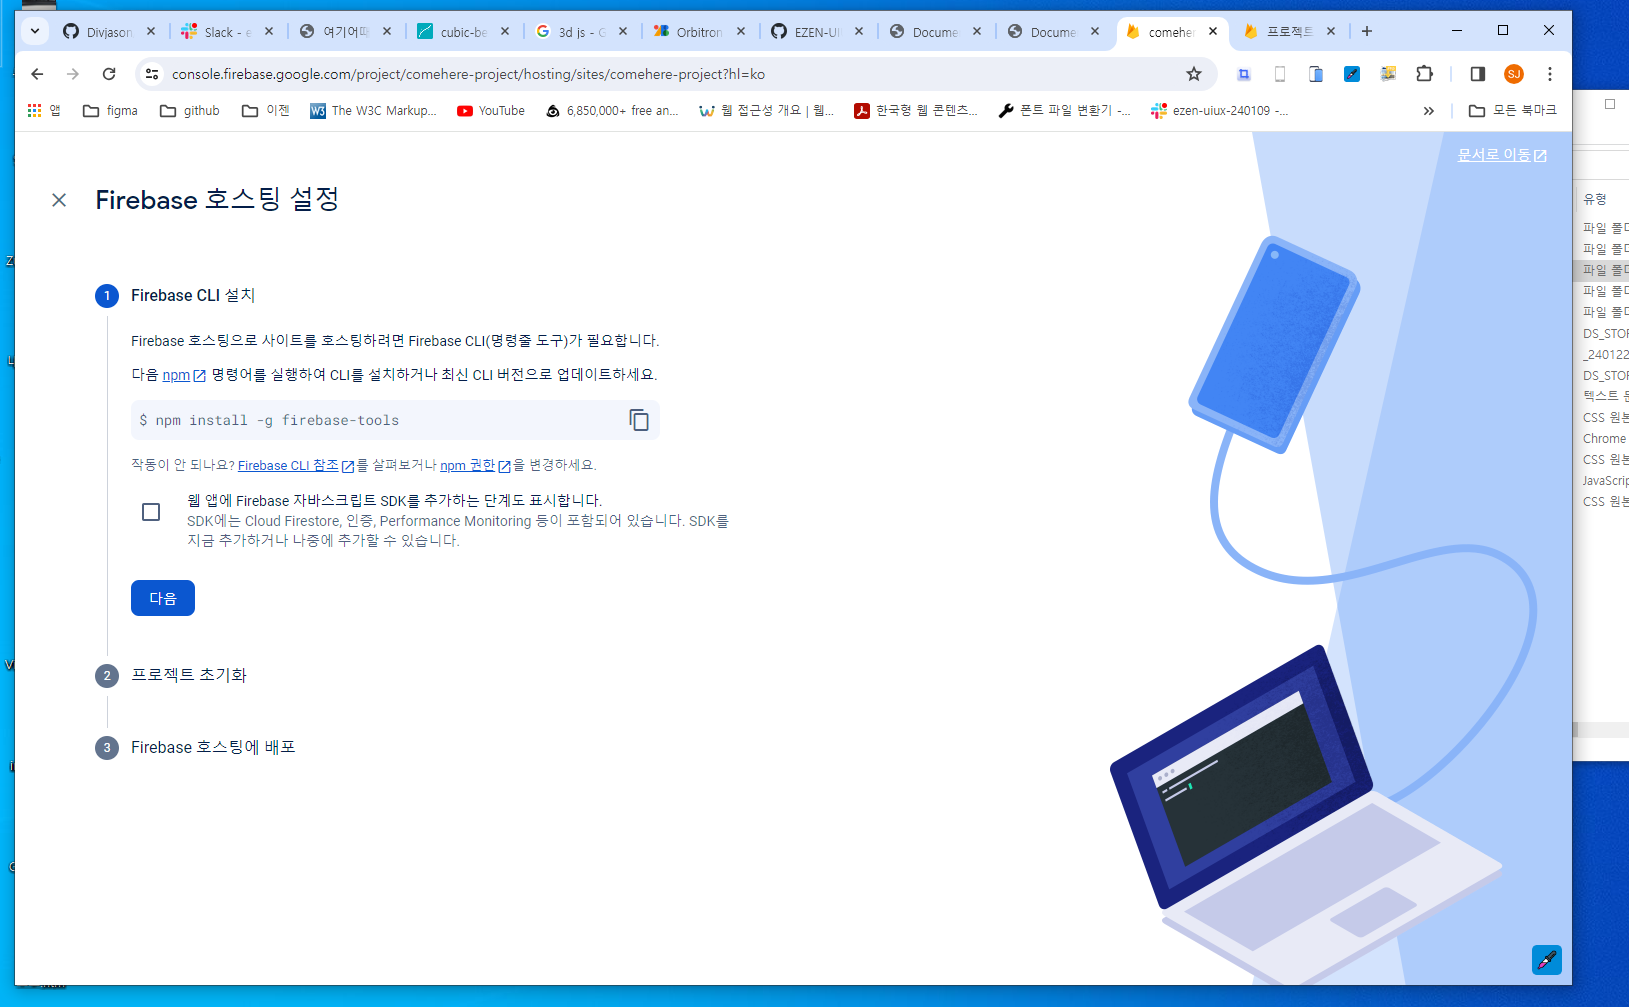 Divjason
Slack - e
여기어때
cubic-be
3d js - G
Orbitron
EZEN-UI
Docume
Docume
comeher
프로젝트
console.firebase.google.com/project/comehere-project/hosting/sites/comehere-project?hl=ko
SJ
앱
figma
github
이젠
The W3C Markup...
YouTube
6,850,000+ free an...
웹 접근성 개요 | 웹...
한국형 웹 콘텐츠...
폰트 파일 변환기 -...
ezen-uiux-240109 -...
모든 북마크
문서로 이동
Firebase 호스팅 설정
1 Firebase CLI 설치
Firebase 호스팅으로 사이트를 호스팅하려면 Firebase CLI(명령줄 도구)가 필요합니다.
다음 npm 명령어를 실행하여 CLI를 설치하거나 최신 CLI 버전으로 업데이트하세요.
$ npm install -g firebase-tools
작동이 안 되나요? Firebase CLI 참조를 살펴보거나 npm 권한을 변경하세요.
웹 앱에 Firebase 자바스크립트 SDK를 추가하는 단계도 표시합니다.
SDK에는 Cloud Firestore, 인증, Performance Monitoring 등이 포함되어 있습니다. SDK를
지금 추가하거나 나중에 추가할 수 있습니다.
다음
2 프로젝트 초기화
3 Firebase 호스팅에 배포
유형
파일 폴더
파일 폴더
파일 폴더
파일 폴더
파일 폴더
DS_STOR
_240122
DS_STOR
텍스트 문
CSS 원본
Chrome
CSS 원본
JavaScrip
CSS 원본